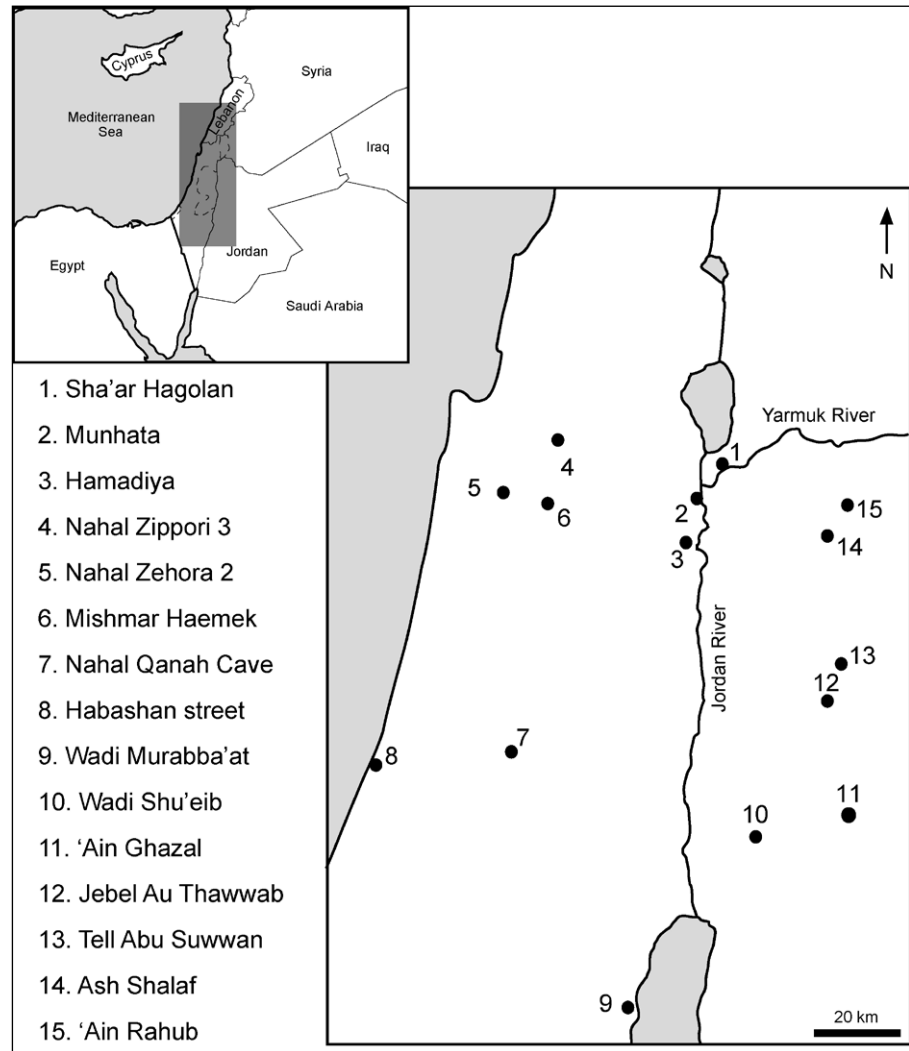 Cyprus
Syria
Lebanon
Mediterranean
Sea
Iraq
Jordan
Egypt
Saudi Arabia
N
1. Sha’ar Hagolan
2. Munhata
3. Hamadiya
4. Nahal Zippori 3
5. Nahal Zehora 2
6. Mishmar Haemek
7. Nahal Qanah Cave
8. Habashan street
9. Wadi Murabba’at
10. Wadi Shu’eib
11. ‘Ain Ghazal
12. Jebel Au Thawwab
13. Tell Abu Suwwan
14. Ash Shalaf
15. ‘Ain Rahub
Yarmuk River
4
1
5
6
2
15
3
14
Jordan River
13
12
7
8
11
10
9
20 km